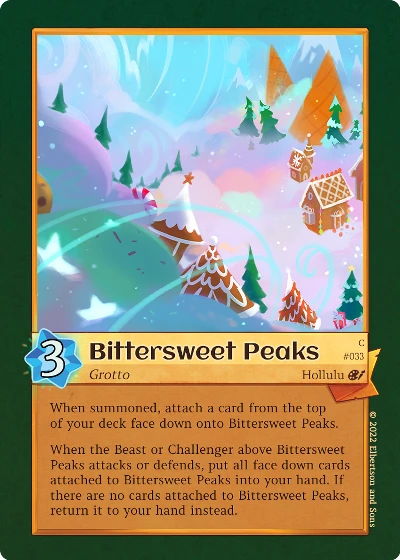 3
Bittersweet Peaks
C
#033
Grotto
Hollulu
When summoned, attach a card from the top
of your deck face down onto Bittersweet Peaks.
When the Beast or Challenger above Bittersweet
Peaks attacks or defends, put all face down cards
attached to Bittersweet Peaks into your hand. If
there are no cards attached to Bittersweet Peaks,
return it to your hand instead.
© 2022 Elbertson and Sons